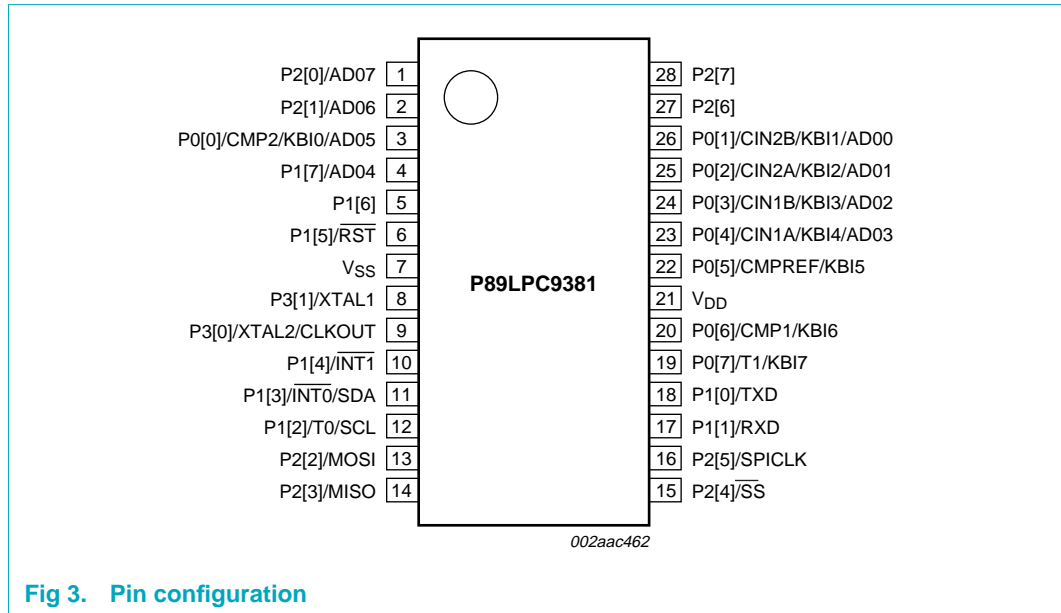 P2[0]/AD07 1 28 P2[7]
P2[1]/AD06 2 27 P2[6]
P0[0]/CMP2/KBI0/AD05 3 26 P0[1]/CIN2B/KBI1/AD00
P1[7]/AD04 4 25 P0[2]/CIN2A/KBI2/AD01
P1[6] 5 24 P0[3]/CIN1B/KBI3/AD02
P1[5]/R̅S̅T̅ 6 23 P0[4]/CIN1A/KBI4/AD03
VSS 7 22 P0[5]/CMPREF/KBI5
P89LPC9381
P3[1]/XTAL1 8 21 VDD
P3[0]/XTAL2/CLKOUT 9 20 P0[6]/CMP1/KBI6
P1[4]/I̅N̅T̅1̅ 10 19 P0[7]/T1/KBI7
P1[3]/I̅N̅T̅0̅/SDA 11 18 P1[0]/TXD
P1[2]/T0/SCL 12 17 P1[1]/RXD
P2[2]/MOSI 13 16 P2[5]/SPICLK
P2[3]/MISO 14 15 P2[4]/S̅S̅
002aac462
Fig 3. Pin configuration